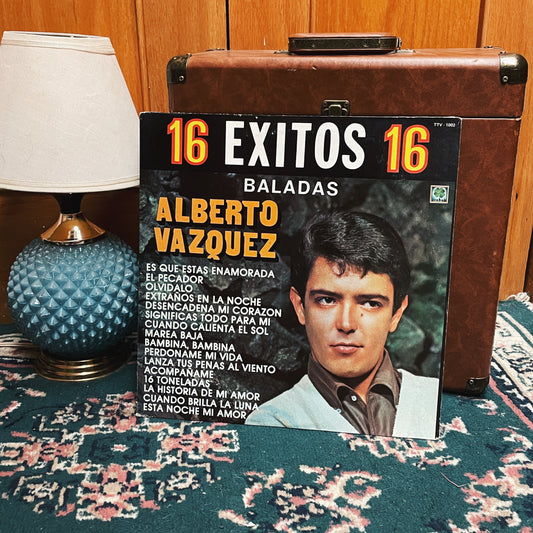 TTV - 1003
16 EXITOS 16
BALADAS
ALBERTO
VAZQUEZ
ES QUE ESTAS ENAMORADA
EL PECADOR
OLVIDALO
EXTRAÑOS EN LA NOCHE
DESENCADENA MI CORAZON
SIGNIFICAS TODO PARA MI
CUANDO CALIENTA EL SOL
MAREA BAJA
BAMBINA, BAMBINA
PERDONAME MI VIDA
LANZA TUS PENAS AL VIENTO
ACOMPAÑAME
16 TONELADAS
LA HISTORIA DE MI AMOR
CUANDO BRILLA LA LUNA
ESTA NOCHE MI AMOR